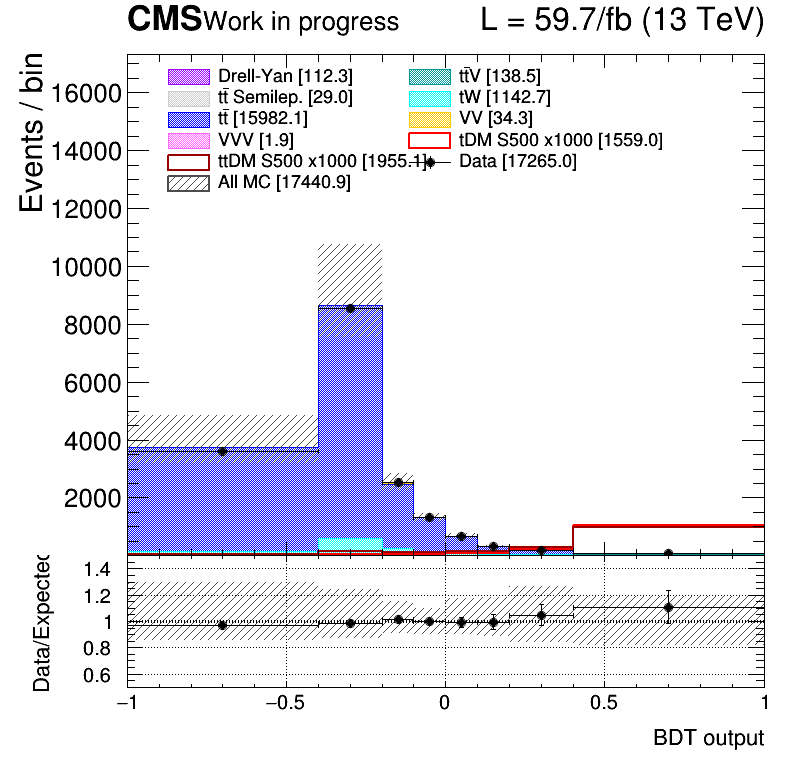 CMS Work in progress L = 59.7/fb (13 TeV)
Events / bin
Drell-Yan [112.3] tt̄V [138.5]
tt̄ Semilep. [29.0] tW [1142.7]
tt̄ [15982.1] VV [34.3]
VVV [1.9] tDM S500 x1000 [1559.0]
ttDM S500 x1000 [1955.1] Data [17265.0]
All MC [17440.9]
16000
14000
12000
10000
8000
6000
4000
2000
Data/Expected
1.4
1.2
1
0.8
0.6
−1 −0.5 0 0.5 1
BDT output